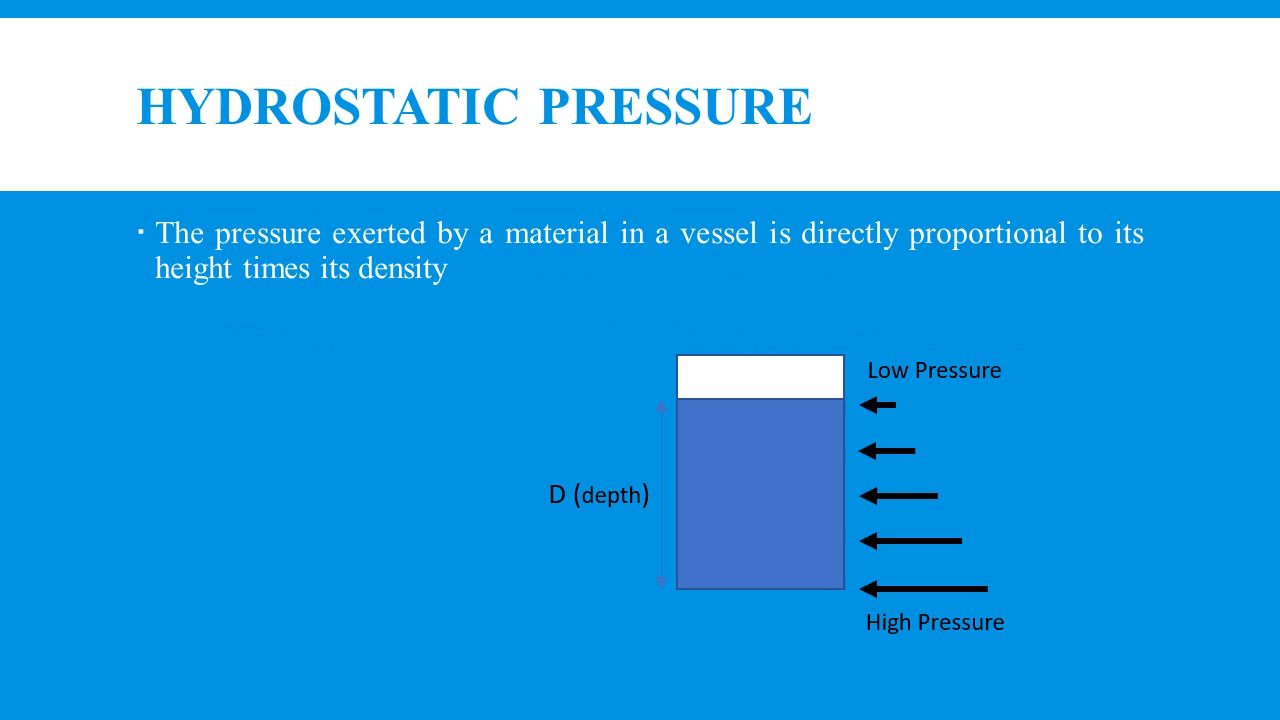 HYDROSTATIC PRESSURE
▪ The pressure exerted by a material in a vessel is directly proportional to its
height times its density
Low Pressure
D (depth)
High Pressure